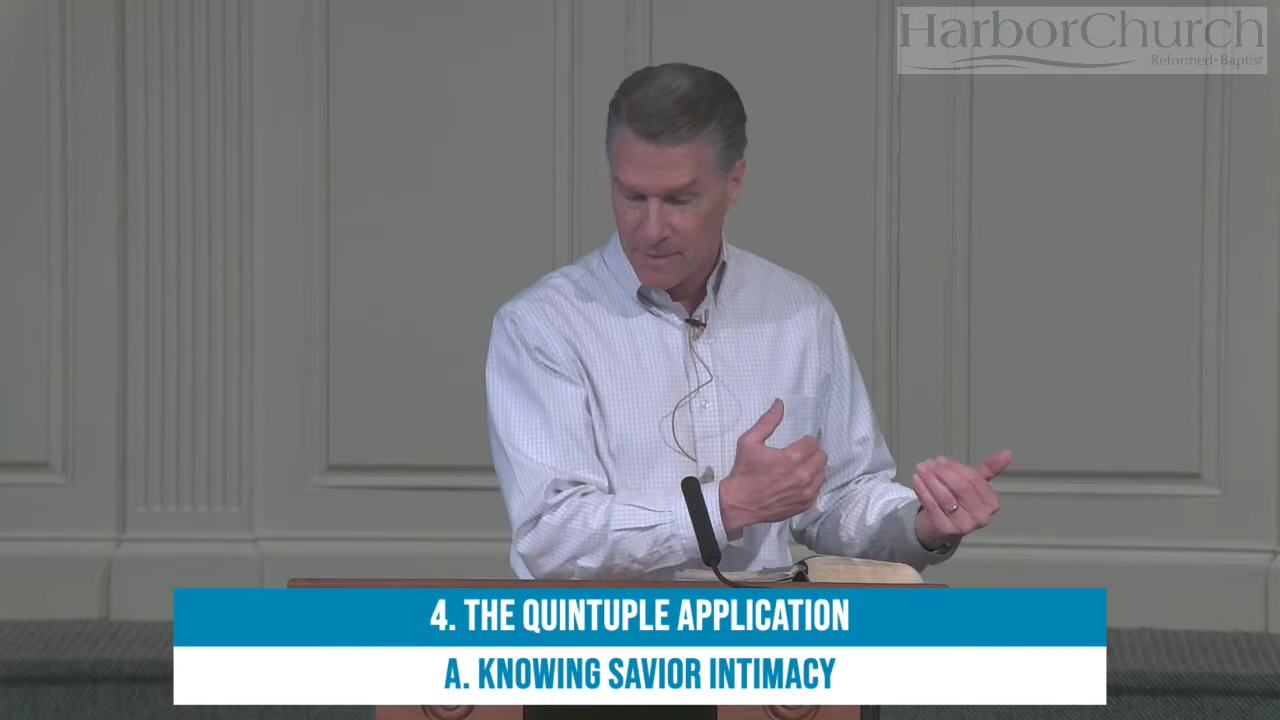 HarborChurch
Reformed·Baptist
4. THE QUINTUPLE APPLICATION
A. KNOWING SAVIOR INTIMACY